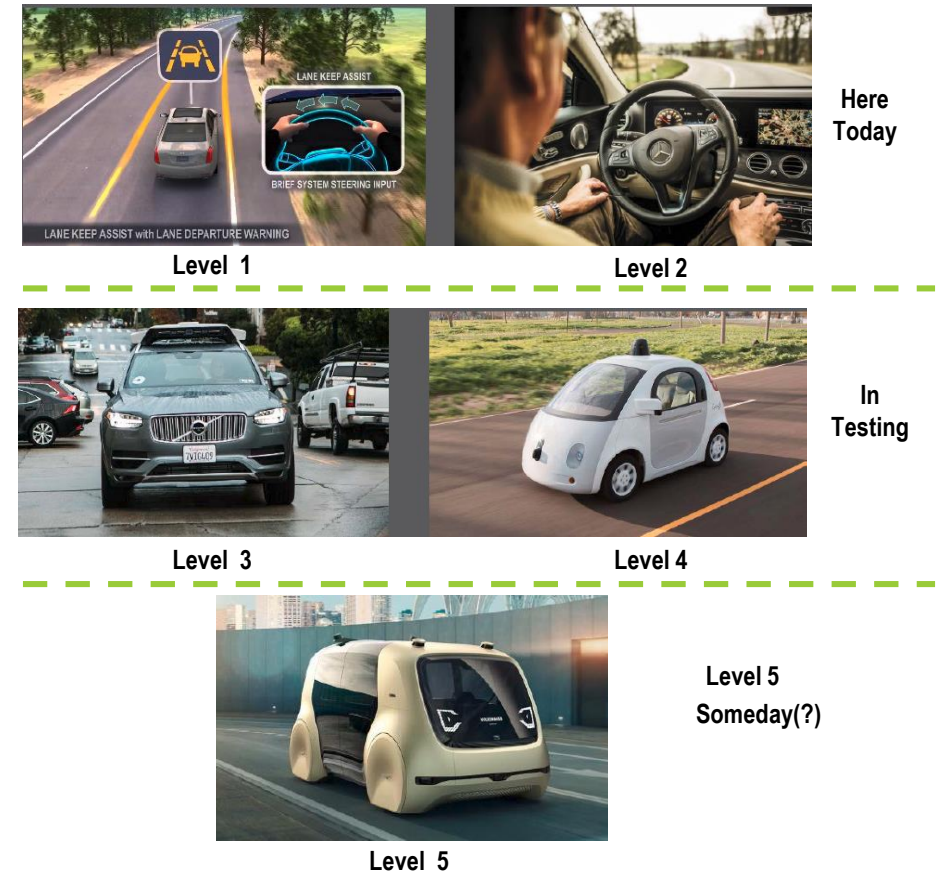 LANE KEEP ASSIST
BRIEF SYSTEM STEERING INPUT
LANE KEEP ASSIST with LANE DEPARTURE WARNING
Here
Today
Level 1
Level 2
In
Testing
Level 3
Level 4
VOLKSWAGEN
Level 5
Someday(?)
Level 5